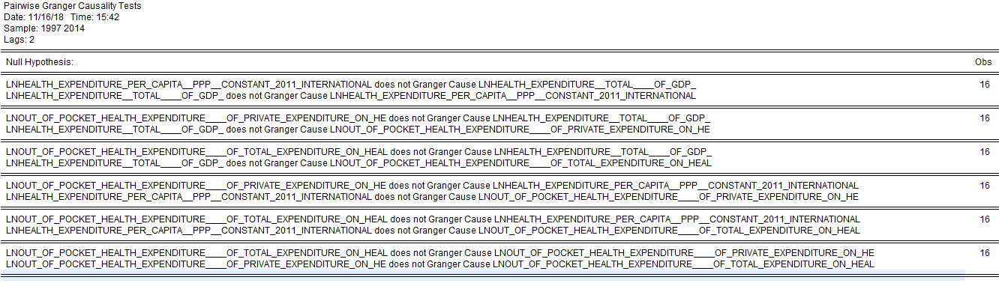 Pairwise Granger Causality Tests
Date: 11/16/18 Time: 15:42
Sample: 1997 2014
Lags: 2
Null Hypothesis: Obs
LNHEALTH_EXPENDITURE_PER_CAPITA__PPP__CONSTANT_2011_INTERNATIONAL does not Granger Cause LNHEALTH_EXPENDITURE__TOTAL____OF_GDP_ 16
LNHEALTH_EXPENDITURE__TOTAL____OF_GDP_ does not Granger Cause LNHEALTH_EXPENDITURE_PER_CAPITA__PPP__CONSTANT_2011_INTERNATIONAL
LNOUT_OF_POCKET_HEALTH_EXPENDITURE____OF_PRIVATE_EXPENDITURE_ON_HE does not Granger Cause LNHEALTH_EXPENDITURE__TOTAL____OF_GDP_ 16
LNHEALTH_EXPENDITURE__TOTAL____OF_GDP_ does not Granger Cause LNOUT_OF_POCKET_HEALTH_EXPENDITURE____OF_PRIVATE_EXPENDITURE_ON_HE
LNOUT_OF_POCKET_HEALTH_EXPENDITURE____OF_TOTAL_EXPENDITURE_ON_HEAL does not Granger Cause LNHEALTH_EXPENDITURE__TOTAL____OF_GDP_ 16
LNHEALTH_EXPENDITURE__TOTAL____OF_GDP_ does not Granger Cause LNOUT_OF_POCKET_HEALTH_EXPENDITURE____OF_TOTAL_EXPENDITURE_ON_HEAL
LNOUT_OF_POCKET_HEALTH_EXPENDITURE____OF_PRIVATE_EXPENDITURE_ON_HE does not Granger Cause LNHEALTH_EXPENDITURE_PER_CAPITA__PPP__CONSTANT_2011_INTERNATIONAL 16
LNHEALTH_EXPENDITURE_PER_CAPITA__PPP__CONSTANT_2011_INTERNATIONAL does not Granger Cause LNOUT_OF_POCKET_HEALTH_EXPENDITURE____OF_PRIVATE_EXPENDITURE_ON_HE
LNOUT_OF_POCKET_HEALTH_EXPENDITURE____OF_TOTAL_EXPENDITURE_ON_HEAL does not Granger Cause LNHEALTH_EXPENDITURE_PER_CAPITA__PPP__CONSTANT_2011_INTERNATIONAL 16
LNHEALTH_EXPENDITURE_PER_CAPITA__PPP__CONSTANT_2011_INTERNATIONAL does not Granger Cause LNOUT_OF_POCKET_HEALTH_EXPENDITURE____OF_TOTAL_EXPENDITURE_ON_HEAL
LNOUT_OF_POCKET_HEALTH_EXPENDITURE____OF_TOTAL_EXPENDITURE_ON_HEAL does not Granger Cause LNOUT_OF_POCKET_HEALTH_EXPENDITURE____OF_PRIVATE_EXPENDITURE_ON_HE 16
LNOUT_OF_POCKET_HEALTH_EXPENDITURE____OF_PRIVATE_EXPENDITURE_ON_HE does not Granger Cause LNOUT_OF_POCKET_HEALTH_EXPENDITURE____OF_TOTAL_EXPENDITURE_ON_HEAL